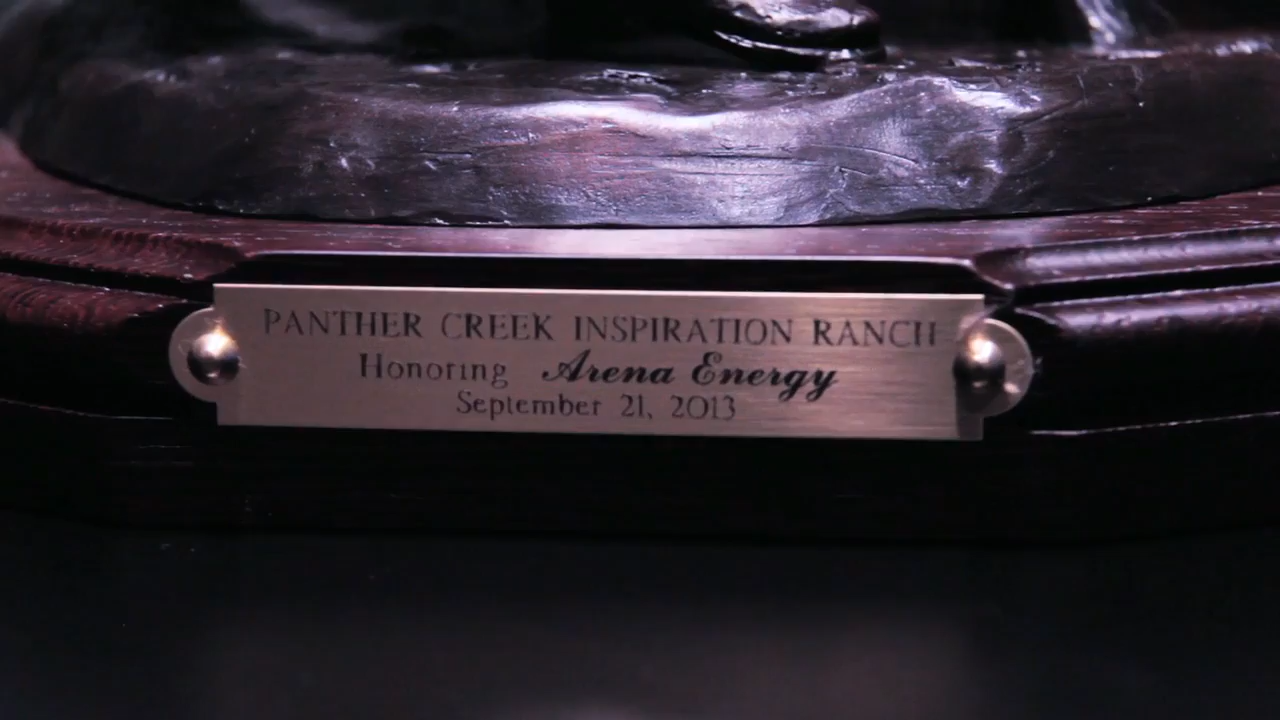 PANTHER CREEK INSPIRATION RANCH
Honoring Arena Energy
September 21, 2013